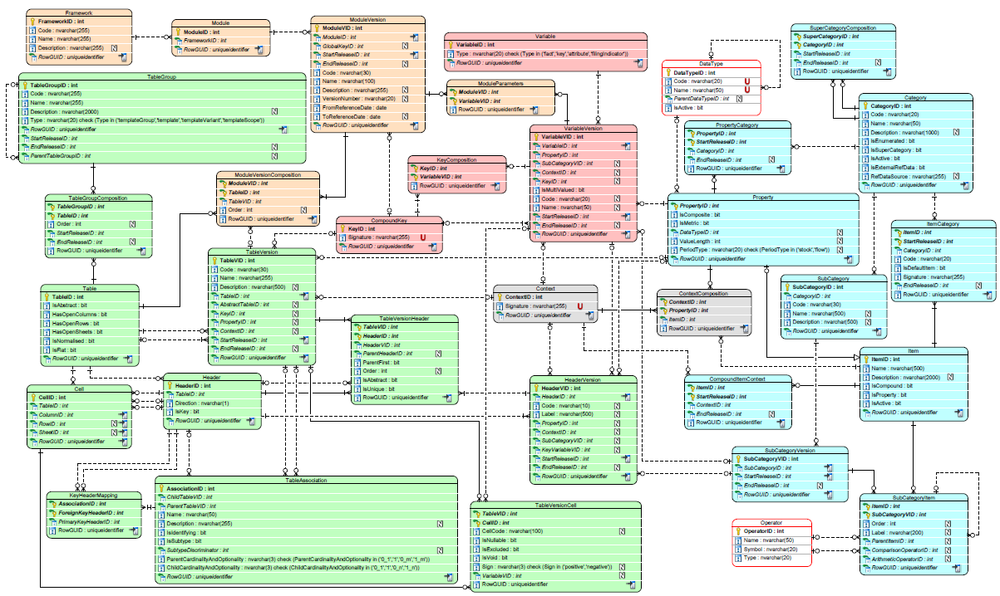 Framework
FrameworkID : int
Code : nvarchar(255)
Name : nvarchar(255)
Description : nvarchar(255) N
RowGUID : uniqueidentifier
Module
ModuleID : int
FrameworkID : int
RowGUID : uniqueidentifier
ModuleVersion
ModuleVID : int
ModuleID : int
GlobalKeyID : int N
StartReleaseID : int
EndReleaseID : int N
Code : nvarchar(30)
Name : nvarchar(100)
Description : nvarchar(255) N
VersionNumber : nvarchar(20) N
FromReferenceDate : date
ToReferenceDate : date N
RowGUID : uniqueidentifier
Variable
VariableID : int
Type : nvarchar(20) check (Type in ('fact','key','attribute','filingIndicator'))
RowGUID : uniqueidentifier
ModuleParameters
ModuleVID : int
VariableVID : int
RowGUID : uniqueidentifier
DataType
DataTypeID : int
Code : nvarchar(20) U
Name : nvarchar(50) U
ParentDataTypeID : int N
IsActive : bit
SuperCategoryComposition
SuperCategoryID : int
CategoryID : int
StartReleaseID : int
EndReleaseID : int N
RowGUID : uniqueidentifier
Category
CategoryID : int
Code : nvarchar(20)
Name : nvarchar(50)
Description : nvarchar(1000) N
IsEnumerated : bit
IsSuperCategory : bit
IsActive : bit
IsExternalRefData : bit
RefDataSource : nvarchar(255) N
RowGUID : uniqueidentifier
TableGroup
TableGroupID : int
Code : nvarchar(255)
Name : nvarchar(255)
Description : nvarchar(2000) N
Type : nvarchar(20) check (Type in ('templateGroup','template','templateVariant','templateScope'))
RowGUID : uniqueidentifier
StartReleaseID : int
EndReleaseID : int N
ParentTableGroupID : int N
PropertyCategory
PropertyID : int
StartReleaseID : int
CategoryID : int
EndReleaseID : int N
RowGUID : uniqueidentifier
VariableVersion
VariableVID : int
VariableID : int
PropertyID : int
SubCategoryVID : int N
ContextID : int N
KeyID : int N
IsMultiValued : bit
Code : nvarchar(20) N
Name : nvarchar(50) N
StartReleaseID : int
EndReleaseID : int N
RowGUID : uniqueidentifier
KeyComposition
KeyID : int
VariableVID : int
RowGUID : uniqueidentifier
ModuleVersionComposition
ModuleVID : int
TableID : int
TableVID : int
Order : int N
RowGUID : uniqueidentifier
TableGroupComposition
TableGroupID : int
TableID : int
Order : int N
StartReleaseID : int
EndReleaseID : int N
RowGUID : uniqueidentifier
CompoundKey
KeyID : int
Signature : nvarchar(255) U
RowGUID : uniqueidentifier
Property
PropertyID : int
IsComposite : bit
IsMetric : bit
DataTypeID : int N
ValueLength : int N
PeriodType : nvarchar(20) check (PeriodType in ('stock','flow')) N
RowGUID : uniqueidentifier
ItemCategory
ItemID : int
StartReleaseID : int
CategoryID : int
Code : nvarchar(20)
IsDefaultItem : bit
Signature : nvarchar(255)
EndReleaseID : int N
RowGUID : uniqueidentifier
TableVersion
TableVID : int
Code : nvarchar(30)
Name : nvarchar(255)
Description : nvarchar(500) N
TableID : int
AbstractTableID : int N
KeyID : int N
PropertyID : int N
ContextID : int N
StartReleaseID : int
EndReleaseID : int N
RowGUID : uniqueidentifier
Table
TableID : int
IsAbstract : bit
HasOpenColumns : bit
HasOpenRows : bit
HasOpenSheets : bit
IsNormalised : bit
IsFlat : bit
RowGUID : uniqueidentifier
Context
ContextID : int
Signature : nvarchar(255) U
RowGUID : uniqueidentifier
ContextComposition
ContextID : int
PropertyID : int
ItemID : int
RowGUID : uniqueidentifier
SubCategory
SubCategoryID : int
CategoryID : int
Code : nvarchar(30)
Name : nvarchar(500) N
Description : nvarchar(500) N
RowGUID : uniqueidentifier
TableVersionHeader
TableVID : int
HeaderID : int
HeaderVID : int
ParentHeaderID : int N
ParentFirst : bit
Order : int N
IsAbstract : bit
IsUnique : bit
RowGUID : uniqueidentifier
Item
ItemID : int
Name : nvarchar(500)
Description : nvarchar(2000) N
IsCompound : bit
IsProperty : bit
IsActive : bit
RowGUID : uniqueidentifier
Cell
CellID : int
TableID : int
ColumnID : int
RowID : int N
SheetID : int N
RowGUID : uniqueidentifier
Header
HeaderID : int
TableID : int
Direction : nvarchar(1)
IsKey : bit
RowGUID : uniqueidentifier
HeaderVersion
HeaderVID : int
HeaderID : int
Code : nvarchar(10) N
Label : nvarchar(500) N
PropertyID : int N
ContextID : int N
SubCategoryVID : int N
KeyVariableVID : int N
StartReleaseID : int
EndReleaseID : int N
RowGUID : uniqueidentifier
CompoundItemContext
ItemID : int
StartReleaseID : int
ContextID : int
EndReleaseID : int N
RowGUID : uniqueidentifier
SubCategoryVersion
SubCategoryVID : int
SubCategoryID : int
StartReleaseID : int
EndReleaseID : int N
RowGUID : uniqueidentifier
TableAssociation
AssociationID : int
ChildTableVID : int
ParentTableVID : int
Name : nvarchar(50)
Description : nvarchar(255) N
IsIdentifying : bit
IsSubtype : bit
SubtypeDiscriminator : int N
ParentCardinalityAndOptionality : nvarchar(3) check (ParentCardinalityAndOptionality in ('0_1','1','0_m','1_m'))
ChildCardinalityAndOptionality : nvarchar(3) check (ChildCardinalityAndOptionality in ('0_1','1','0_n','1_n'))
RowGUID : uniqueidentifier
KeyHeaderMapping
AssociationID : int
ForeignKeyHeaderID : int
PrimaryKeyHeaderID : int
RowGUID : uniqueidentifier
TableVersionCell
TableVID : int
CellID : int
CellCode : nvarchar(100) N
IsNullable : bit
IsExcluded : bit
IsVoid : bit
Sign : nvarchar(3) check (Sign in ('positive','negative')) N
VariableVID : int N
RowGUID : uniqueidentifier
SubCategoryItem
ItemID : int
SubCategoryVID : int
Order : int N
Label : nvarchar(200) N
ParentItemID : int N
ComparisonOperatorID : int N
ArithmeticOperatorID : int N
RowGUID : uniqueidentifier
Operator
OperatorID : int
Name : nvarchar(50)
Symbol : nvarchar(20)
Type : nvarchar(20)